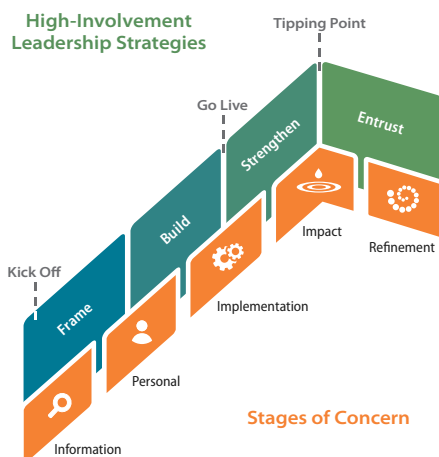 High-Involvement
Leadership Strategies
Tipping Point
Go Live
Kick Off
Frame
Build
Strengthen
Entrust
Information
Personal
Implementation
Impact
Refinement
Stages of Concern